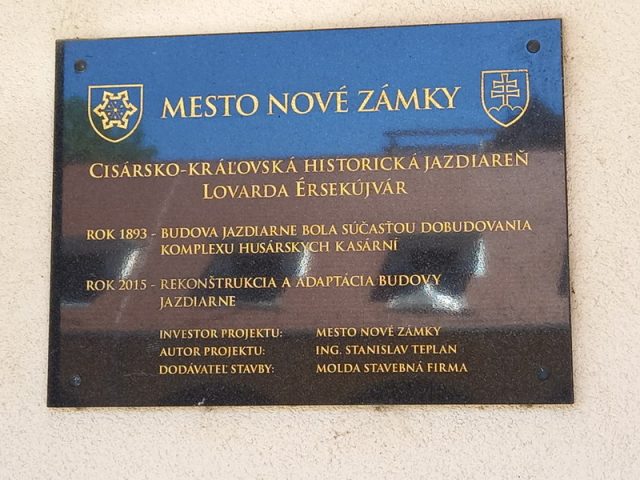 MESTO NOVÉ ZÁMKY
CISÁRSKO-KRÁĽOVSKÁ HISTORICKÁ JAZDIAREŇ
LOVARDA ÉRSEKÚJVÁR
ROK 1893 - BUDOVA JAZDIARNE BOLA SÚČASŤOU DOBUDOVANIA
KOMPLEXU HUSÁRSKYCH KASÁRNÍ
ROK 2015 - REKONŠTRUKCIA A ADAPTÁCIA BUDOVY
JAZDIARNE
INVESTOR PROJEKTU: MESTO NOVÉ ZÁMKY
AUTOR PROJEKTU: ING. STANISLAV TEPLAN
DODÁVATEĽ STAVBY: MOLDA STAVEBNÁ FIRMA